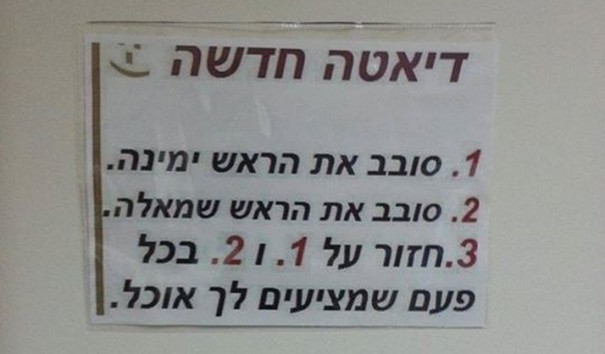 דיאטה חדשה
1. סובב את הראש ימינה.
2. סובב את הראש שמאלה.
3.חזור על 1. ו 2. בכל
פעם שמציעים לך אוכל.